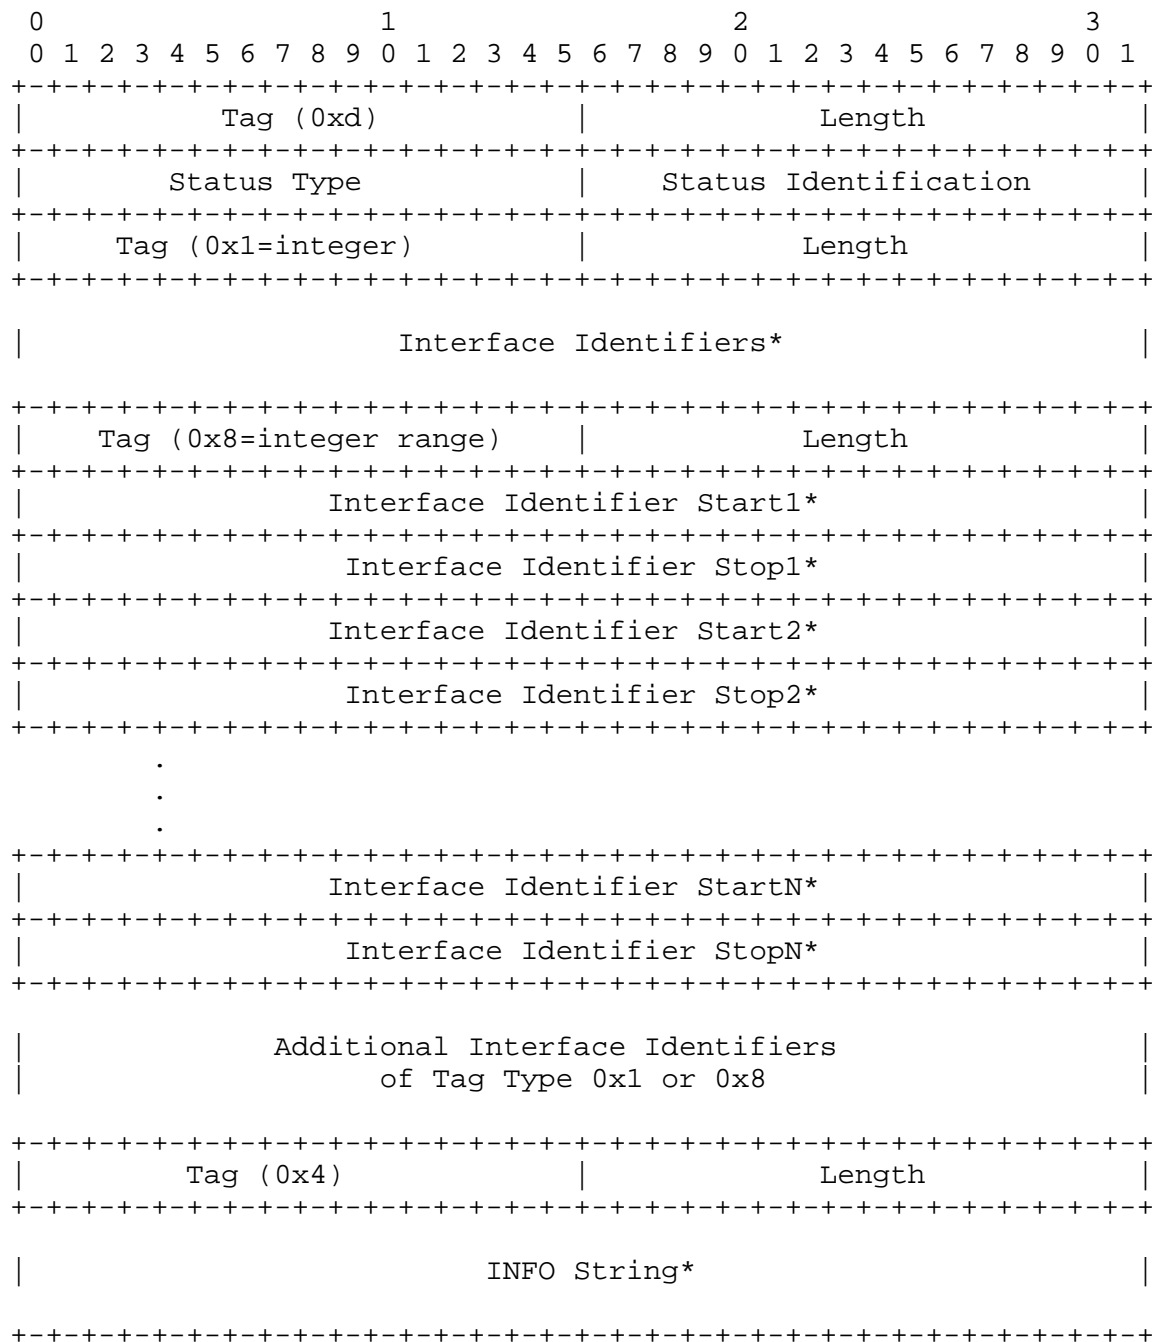 0                   1                   2                   3
 0 1 2 3 4 5 6 7 8 9 0 1 2 3 4 5 6 7 8 9 0 1 2 3 4 5 6 7 8 9 0 1
+-+-+-+-+-+-+-+-+-+-+-+-+-+-+-+-+-+-+-+-+-+-+-+-+-+-+-+-+-+-+-+-+
|           Tag (0xd)           |             Length            |
+-+-+-+-+-+-+-+-+-+-+-+-+-+-+-+-+-+-+-+-+-+-+-+-+-+-+-+-+-+-+-+-+
|        Status Type            |    Status Identification      |
+-+-+-+-+-+-+-+-+-+-+-+-+-+-+-+-+-+-+-+-+-+-+-+-+-+-+-+-+-+-+-+-+
|     Tag (0x1=integer)         |            Length             |
+-+-+-+-+-+-+-+-+-+-+-+-+-+-+-+-+-+-+-+-+-+-+-+-+-+-+-+-+-+-+-+-+
|                     Interface Identifiers*                    |
+-+-+-+-+-+-+-+-+-+-+-+-+-+-+-+-+-+-+-+-+-+-+-+-+-+-+-+-+-+-+-+-+
|    Tag (0x8=integer range)    |            Length             |
+-+-+-+-+-+-+-+-+-+-+-+-+-+-+-+-+-+-+-+-+-+-+-+-+-+-+-+-+-+-+-+-+
|                 Interface Identifier Start1*                  |
+-+-+-+-+-+-+-+-+-+-+-+-+-+-+-+-+-+-+-+-+-+-+-+-+-+-+-+-+-+-+-+-+
|                  Interface Identifier Stop1*                  |
+-+-+-+-+-+-+-+-+-+-+-+-+-+-+-+-+-+-+-+-+-+-+-+-+-+-+-+-+-+-+-+-+
|                 Interface Identifier Start2*                  |
+-+-+-+-+-+-+-+-+-+-+-+-+-+-+-+-+-+-+-+-+-+-+-+-+-+-+-+-+-+-+-+-+
|                  Interface Identifier Stop2*                  |
+-+-+-+-+-+-+-+-+-+-+-+-+-+-+-+-+-+-+-+-+-+-+-+-+-+-+-+-+-+-+-+-+
        .
        .
        .
+-+-+-+-+-+-+-+-+-+-+-+-+-+-+-+-+-+-+-+-+-+-+-+-+-+-+-+-+-+-+-+-+
|                 Interface Identifier StartN*                  |
+-+-+-+-+-+-+-+-+-+-+-+-+-+-+-+-+-+-+-+-+-+-+-+-+-+-+-+-+-+-+-+-+
|                  Interface Identifier StopN*                  |
+-+-+-+-+-+-+-+-+-+-+-+-+-+-+-+-+-+-+-+-+-+-+-+-+-+-+-+-+-+-+-+-+
|              Additional Interface Identifiers                 |
|                    of Tag Type 0x1 or 0x8                     |
+-+-+-+-+-+-+-+-+-+-+-+-+-+-+-+-+-+-+-+-+-+-+-+-+-+-+-+-+-+-+-+-+
|         Tag (0x4)             |             Length            |
+-+-+-+-+-+-+-+-+-+-+-+-+-+-+-+-+-+-+-+-+-+-+-+-+-+-+-+-+-+-+-+-+
|                          INFO String*                         |
+-+-+-+-+-+-+-+-+-+-+-+-+-+-+-+-+-+-+-+-+-+-+-+-+-+-+-+-+-+-+-+-+